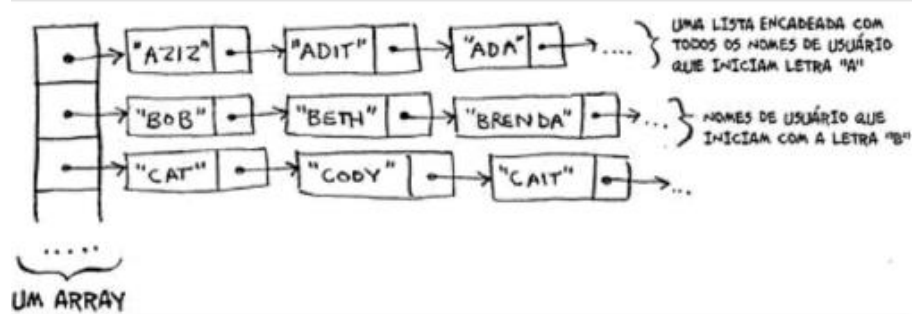 "AZIZ" "ADIT" "ADA" ....
UMA LISTA ENCADEADA COM
TODOS OS NOMES DE USUÁRIO
QUE INICIAM LETRA "A"
"BOB" "BETH" "BRENDA" ...
NOMES DE USUÁRIO QUE
INICIAM COM A LETRA "B"
"CAT" "CODY" "CAIT" ...
.....
UM ARRAY